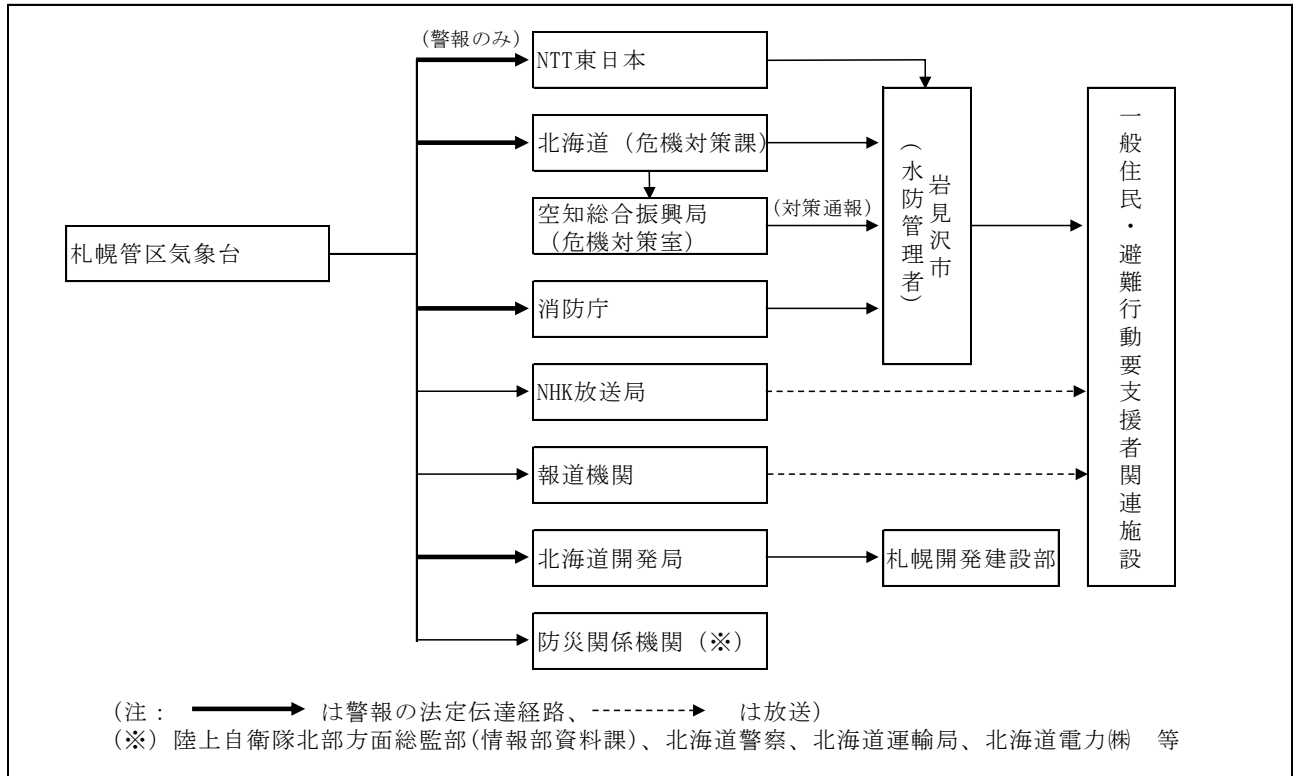 (警報のみ)
NTT東日本
北海道（危機対策課）
空知総合振興局
（危機対策室）
(対策通報)
札幌管区気象台
消防庁
NHK放送局
報道機関
北海道開発局
札幌開発建設部
防災関係機関（※）
岩見沢市
（水防管理者）
一般住民・避難行動要支援者関連施設
(注： は警報の法定伝達経路、 は放送)
(※) 陸上自衛隊北部方面総監部(情報部資料課)、北海道警察、北海道運輸局、北海道電力㈱ 等